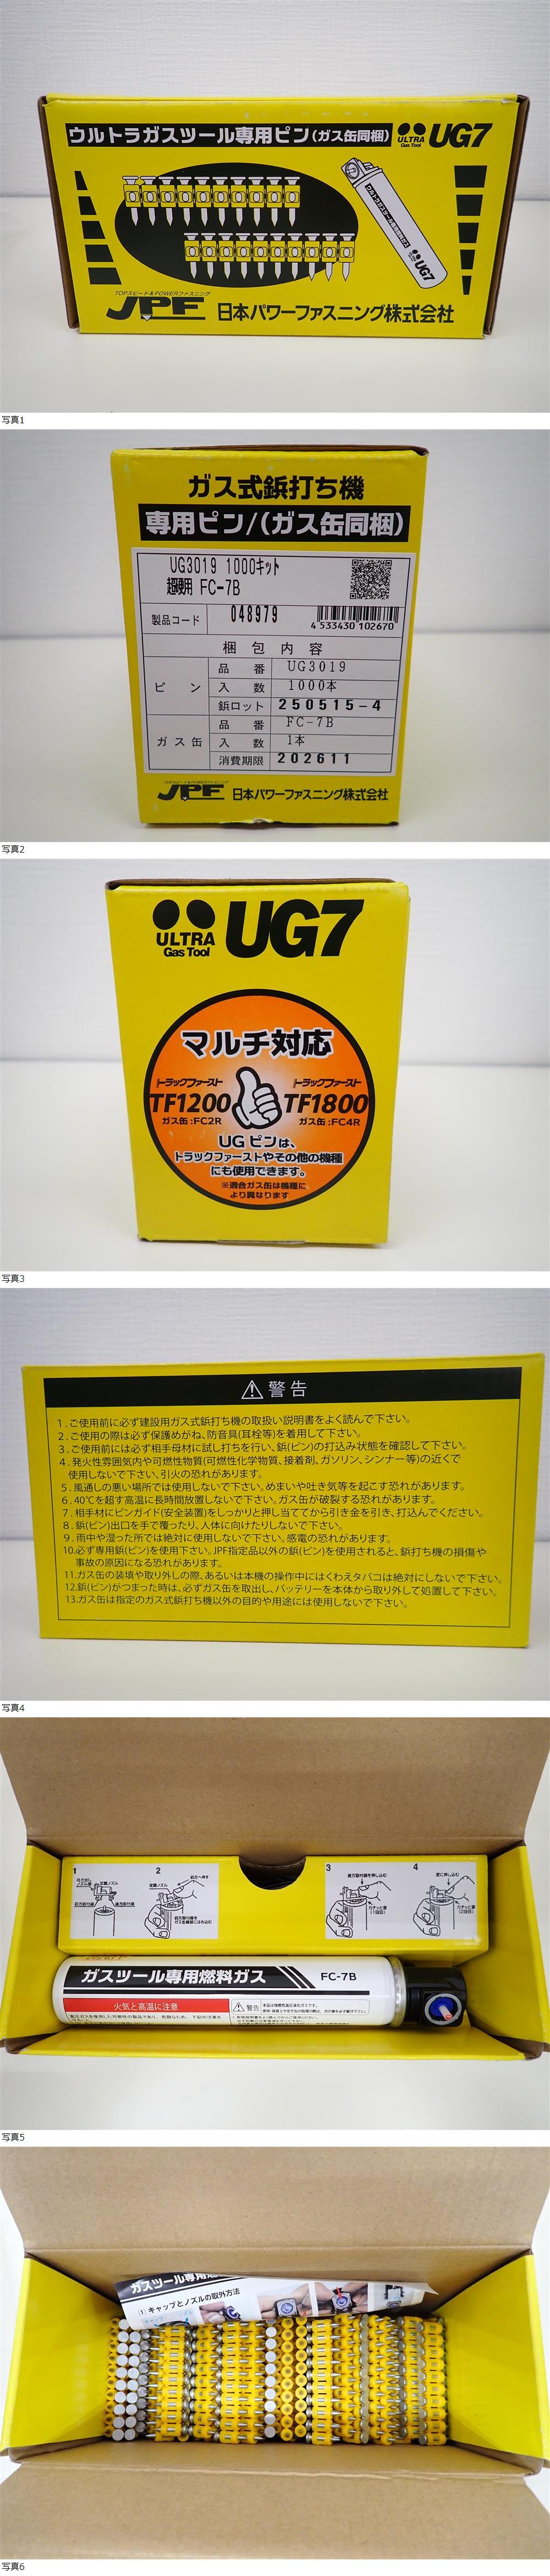 ウルトラガスツール専用ピン(ガス缶同梱)
ULTRA
Gas Tool
UG7
UG7
TOPスピード&POWERファスニング
JPF 日本パワーファスニング株式会社
写真1
ガス式鋲打ち機
専用ピン/(ガス缶同梱)
UG3019 1000キット
超硬用 FC-7B
製品コード 048979
4 533430 102670
梱包内容
ピン
品番 UG3019
入数 1000本
鋲ロット 250515-4
ガス缶
品番 FC-7B
入数 1本
消費期限 202611
JPF 日本パワーファスニング株式会社
写真2
ULTRA
Gas Tool
UG7
マルチ対応
トラックファースト
TF1200
ガス缶:FC2R
トラックファースト
TF1800
ガス缶:FC4R
UG ピンは、
トラックファーストやその他の機種
にも使用できます。
※適合ガス缶は機種に
より異なります
写真3
警告
1.ご使用前に必ず建設用ガス式鋲打ち機の取扱い説明書をよく読んで下さい。
2.ご使用の際は必ず保護めがね、防音具(耳栓等)を着用して下さい。
3.ご使用前には必ず相手母材に試し打ちを行い、鋲(ピン)の打込み状態を確認して下さい。
4.発火性雰囲気内や可燃性物質(可燃性化学物質、接着剤、ガソリン、シンナー等)の近くで
使用しないで下さい、引火の恐れがあります。
5.風通しの悪い場所では使用しないで下さい。めまいや吐き気等を起こす恐れがあります。
6.40℃を超す高温に長時間放置しないで下さい。ガス缶が破裂する恐れがあります。
7.相手材にピンガイド(安全装置)をしっかりと押し当ててから引き金を引き、打込んでください。
8.鋲(ピン)出口を手で覆ったり、人体に向けたりしないで下さい。
9.雨中や湿った所では絶対に使用しないで下さい。感電の恐れがあります。
10.必ず専用鋲(ピン)を使用下さい。JPF指定品以外の鋲(ピン)を使用されると、鋲打ち機の損傷や
事故の原因になる恐れがあります。
11.ガス缶の装填や取り外しの際、あるいは本機の操作中にはくわえタバコは絶対にしないで下さい。
12.鋲(ピン)がつまった時は、必ずガス缶を取出し、バッテリーを本体から取り外して処置して下さい。
13.ガス缶は指定のガス式鋲打ち機以外の目的や用途には使用しないで下さい。
写真4
1
2
3
4
ガスツール専用燃料ガス
FC-7B
火気と高温に注意
警告
写真5
ガスツール専用
① キャップとノズルの取外方法
写真6